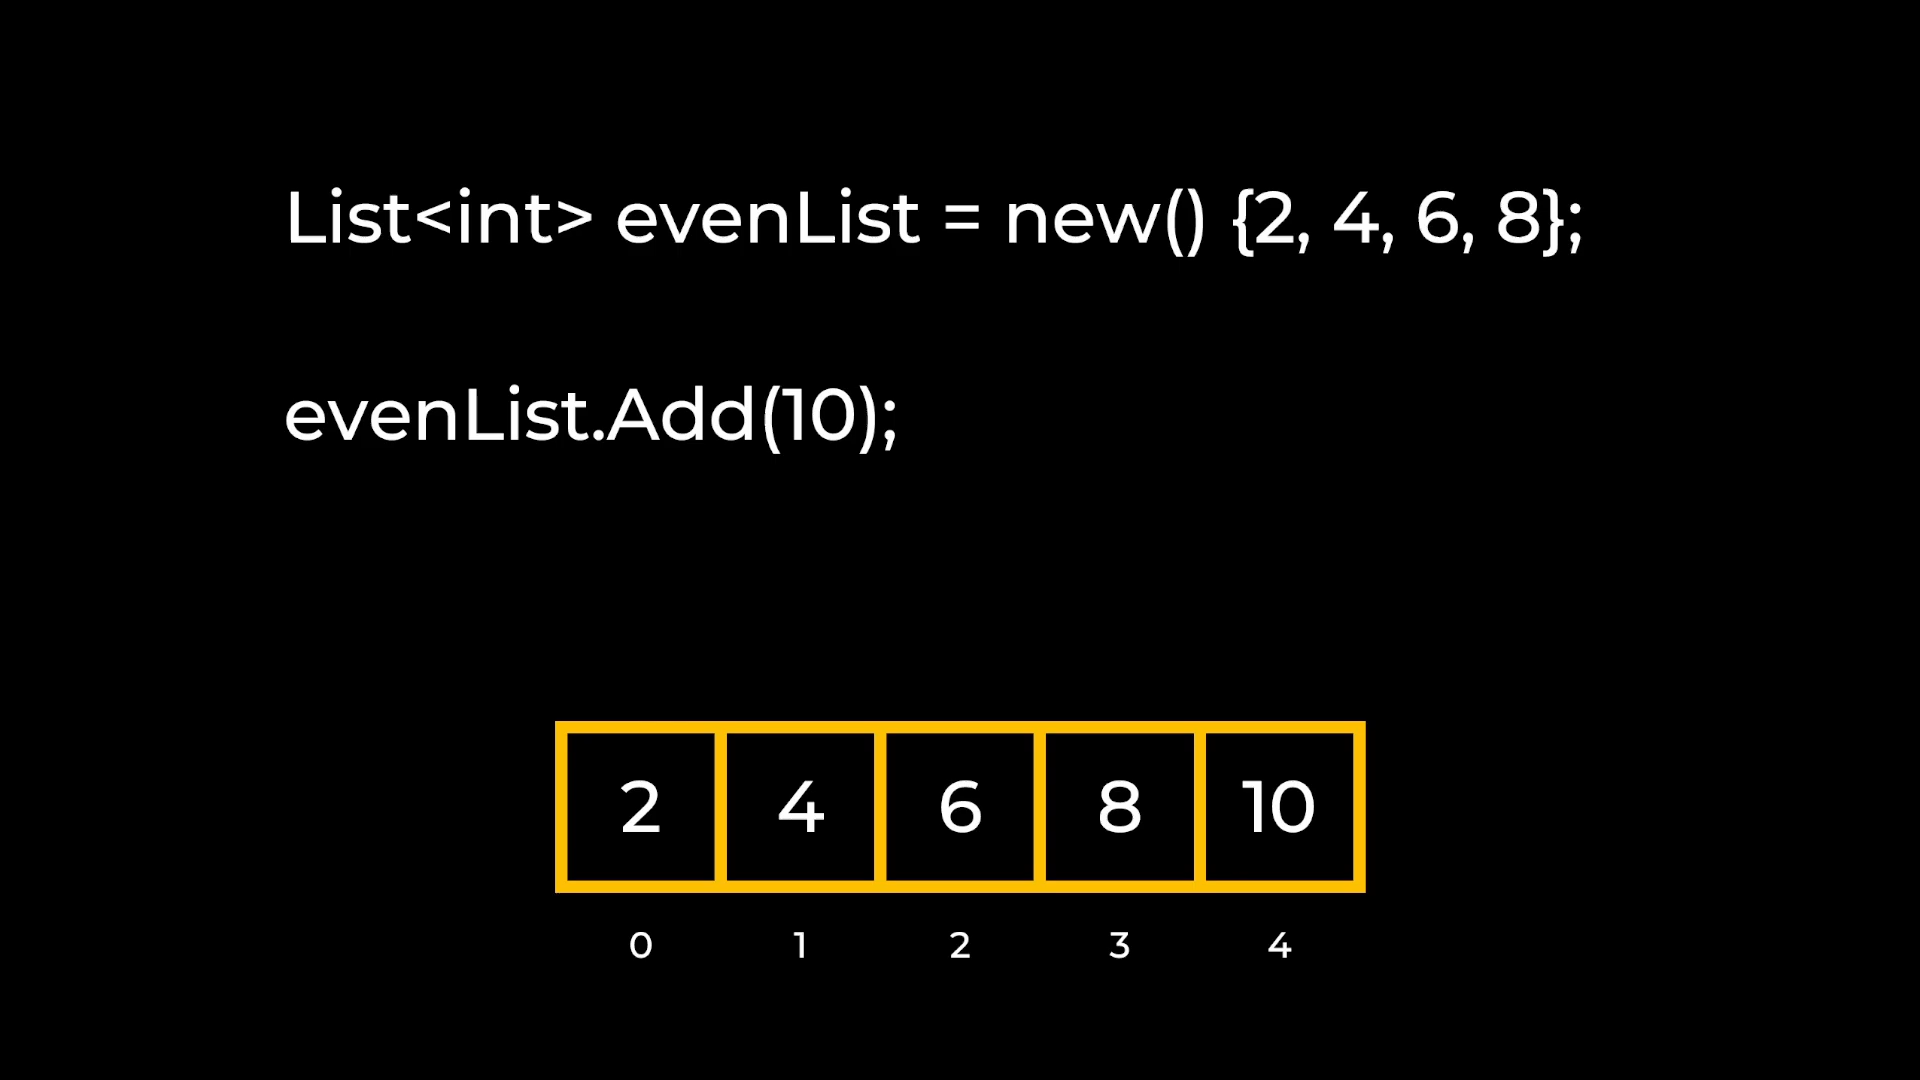 List<int> evenList = new() {2, 4, 6, 8};
evenList.Add(10);
2 4 6 8 10
0 1 2 3 4